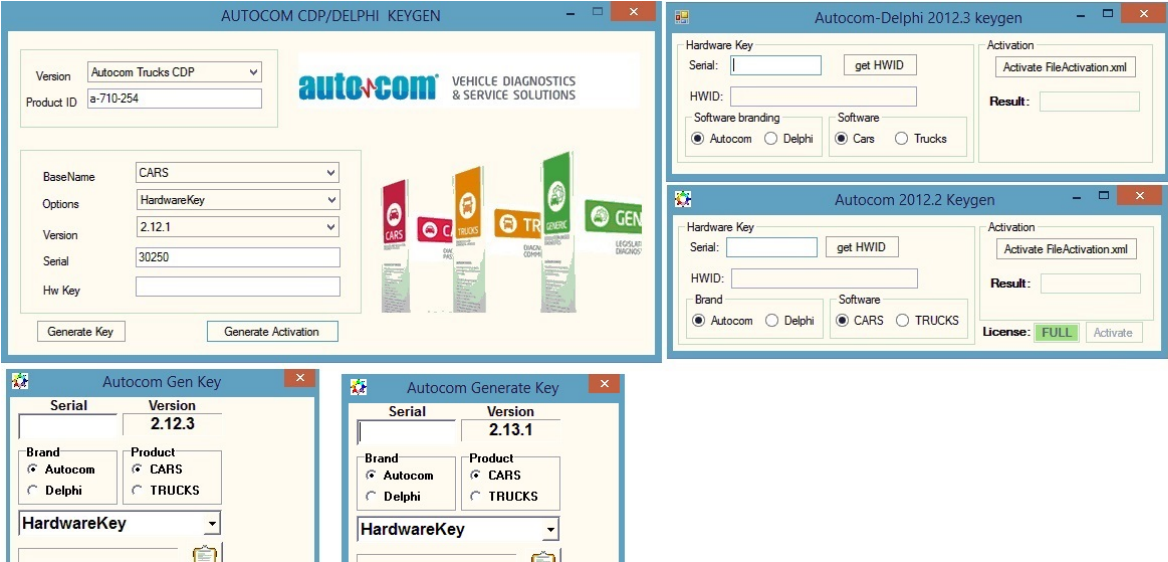 AUTOCOM CDP/DELPHI KEYGEN
Version Autocom Trucks CDP
Product ID a-710-254
autocom VEHICLE DIAGNOSTICS
& SERVICE SOLUTIONS
BaseName CARS
Options HardwareKey
Version 2.12.1
Serial 30250
Hw Key
CARS
TRUCKS
TR
GENERIC
GEN
Generate Key Generate Activation
Autocom-Delphi 2012.3 keygen
Hardware Key Activation
Serial: get HWID Activate FileActivation.xml
HWID: Result:
Software branding Software
Autocom Delphi Cars Trucks
Autocom 2012.2 Keygen
Hardware Key Activation
Serial: get HWID Activate FileActivation.xml
HWID: Result:
Brand Software
Autocom Delphi CARS TRUCKS
License: FULL Activate
Autocom Gen Key
Serial Version
2.12.3
Brand Product
Autocom CARS
Delphi TRUCKS
HardwareKey
Autocom Generate Key
Serial Version
2.13.1
Brand Product
Autocom CARS
Delphi TRUCKS
HardwareKey